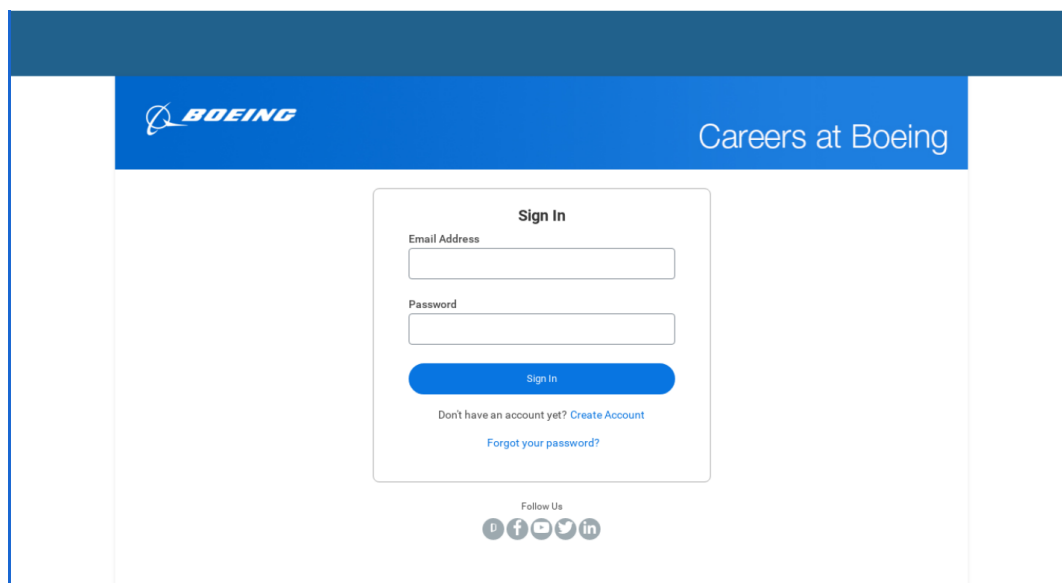 BOEING
Careers at Boeing
Sign In
Email Address
Password
Sign In
Don't have an account yet? Create Account
Forgot your password?
Follow Us